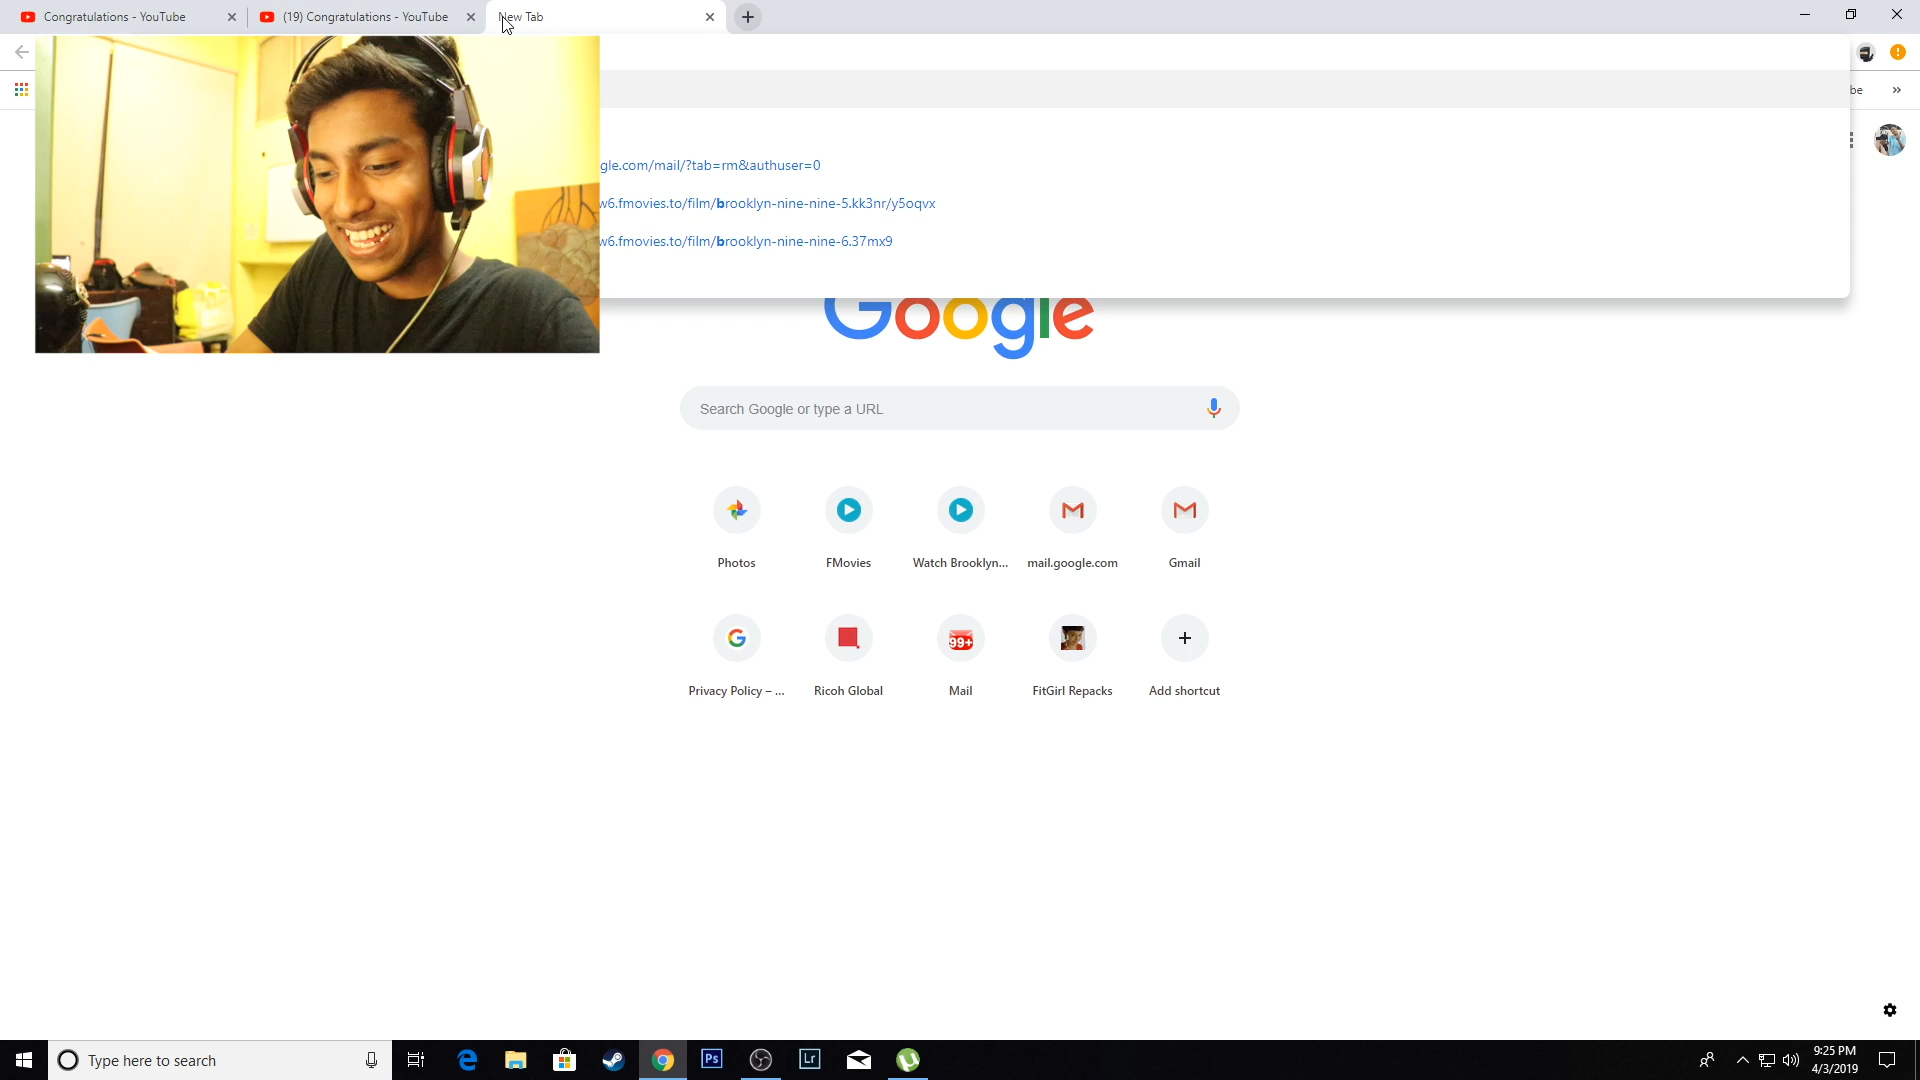 Congratulations - YouTube
(19) Congratulations - YouTube
New Tab
be
gle.com/mail/?tab=rm&authuser=0
w6.fmovies.to/film/brooklyn-nine-nine-5.kk3nr/y5oqvx
w6.fmovies.to/film/brooklyn-nine-nine-6.37mx9
Google
Search Google or type a URL
Photos
FMovies
Watch Brooklyn...
mail.google.com
Gmail
99+
Privacy Policy – ...
Ricoh Global
Mail
FitGirl Repacks
Add shortcut
Type here to search
Ps
Lr
9:25 PM
4/3/2019